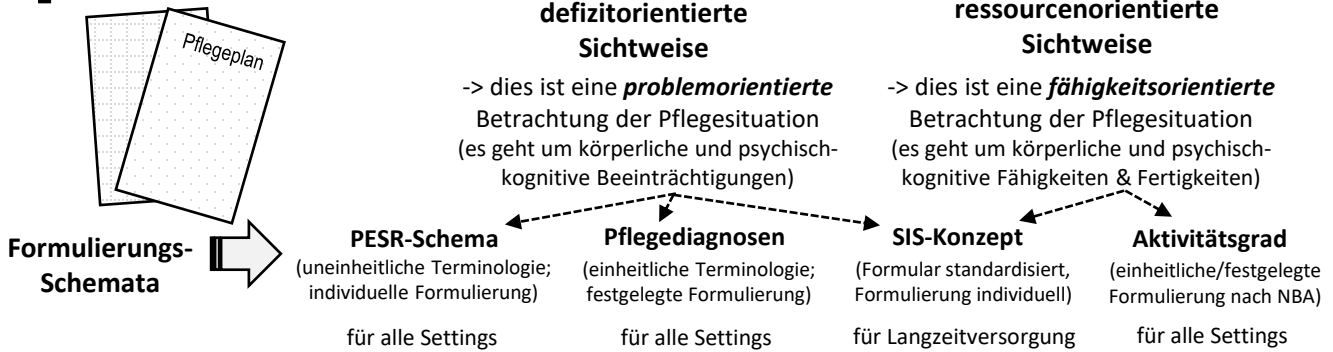 Pflegeplan
Formulierungs-
Schemata
defizitorientierte
Sichtweise
-> dies ist eine problemorientierte
Betrachtung der Pflegesituation
(es geht um körperliche und psychisch-
kognitive Beeinträchtigungen)
ressourcenorientierte
Sichtweise
-> dies ist eine fähigkeitsorientierte
Betrachtung der Pflegesituation
(es geht um körperliche und psychisch-
kognitive Fähigkeiten & Fertigkeiten)
PESR-Schema
(uneinheitliche Terminologie;
individuelle Formulierung)
für alle Settings
Pflegediagnosen
(einheitliche Terminologie;
festgelegte Formulierung)
für alle Settings
SIS-Konzept
(Formular standardisiert,
Formulierung individuell)
für Langzeitversorgung
Aktivitätsgrad
(einheitliche/festgelegte
Formulierung nach NBA)
für alle Settings